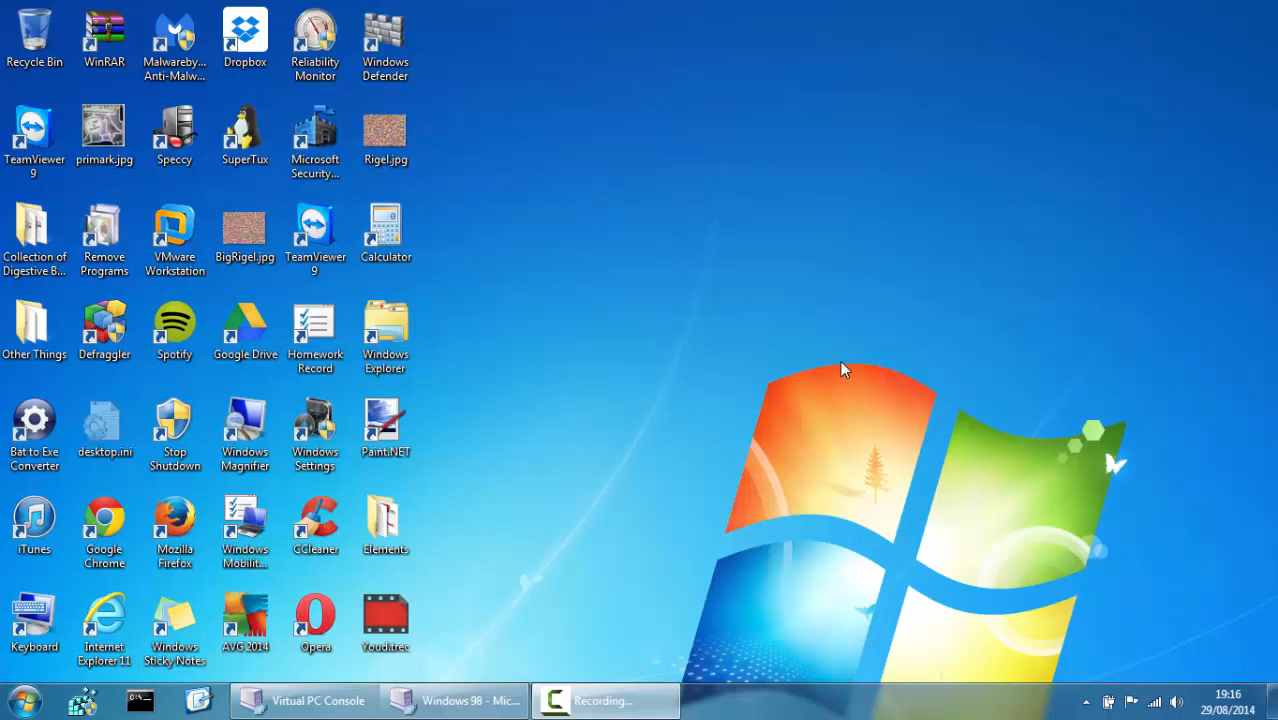 Recycle Bin
WinRAR
Malwareby...
Anti-Malw...
Dropbox
Reliability
Monitor
Windows
Defender
TeamViewer
9
primark.jpg
Speccy
SuperTux
Microsoft
Security...
Rigel.jpg
Collection of
Digestive B...
Remove
Programs
VMware
Workstation
BigRigel.jpg
TeamViewer
9
Calculator
Other Things
Defraggler
Spotify
Google Drive
Homework
Record
Windows
Explorer
Bat to Exe
Converter
desktop.ini
Stop
Shutdown
Windows
Magnifier
Windows
Settings
Paint.NET
iTunes
Google
Chrome
Mozilla
Firefox
Windows
Mobilit...
CCleaner
Elements
Keyboard
Internet
Explorer 11
Windows
Sticky Notes
AVG 2014
Opera
Youd.trec
Virtual PC Console
Windows 98 - Mic...
Recording...
19:16
29/08/2014